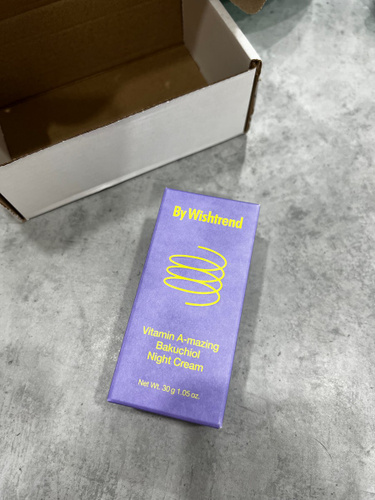 By Wishtrend
Vitamin A-mazing
Bakuchiol
Night Cream
Net Wt. 30 g 1.05 oz.